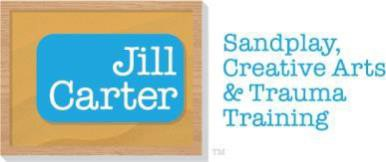 Jill
Carter
Sandplay,
Creative Arts
& Trauma
Training
TM